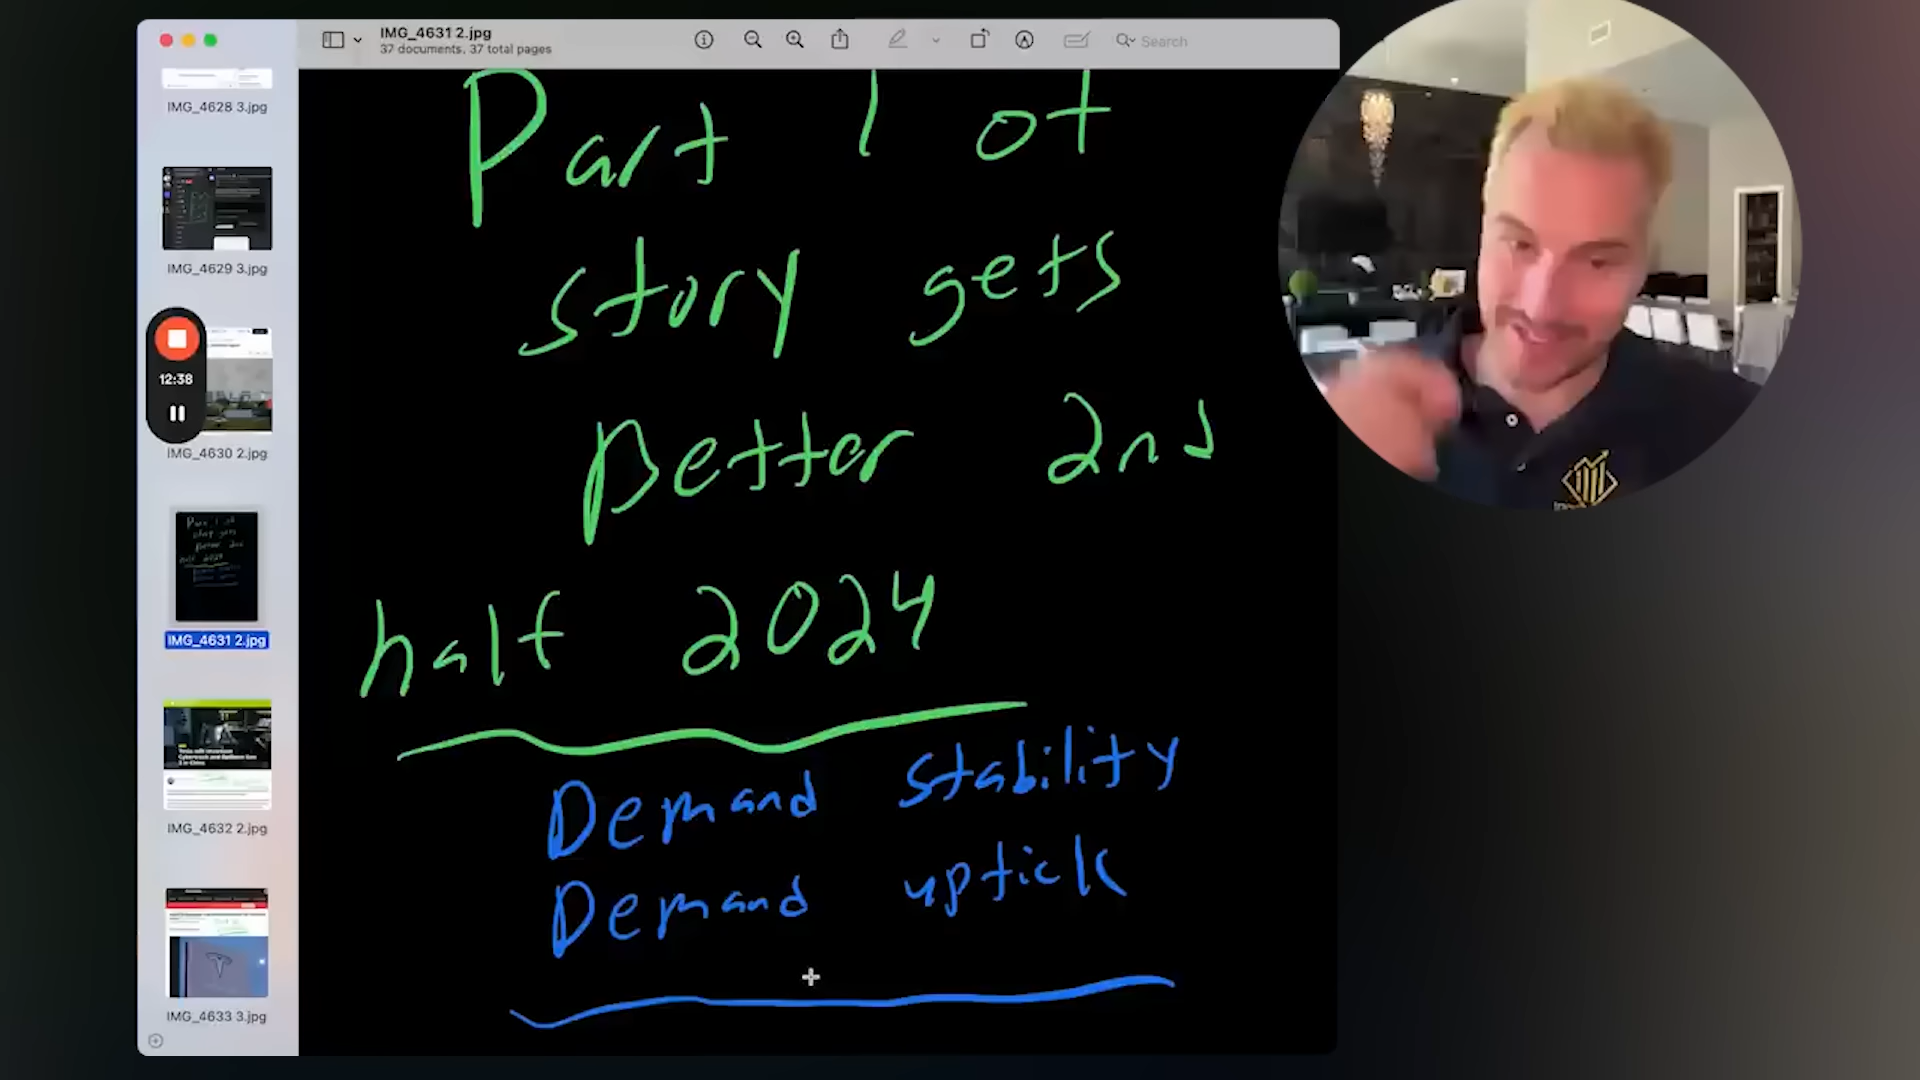 IMG_4631 2.jpg
37 documents, 37 total pages
Search
IMG_4628 3.jpg
IMG_4629 3.jpg
12:38
IMG_4630 2.jpg
IMG_4631 2.jpg
IMG_4632 2.jpg
IMG_4633 3.jpg
Part 1 of
story gets
Better 2nd
half 2024
Demand stability
Demand uptick